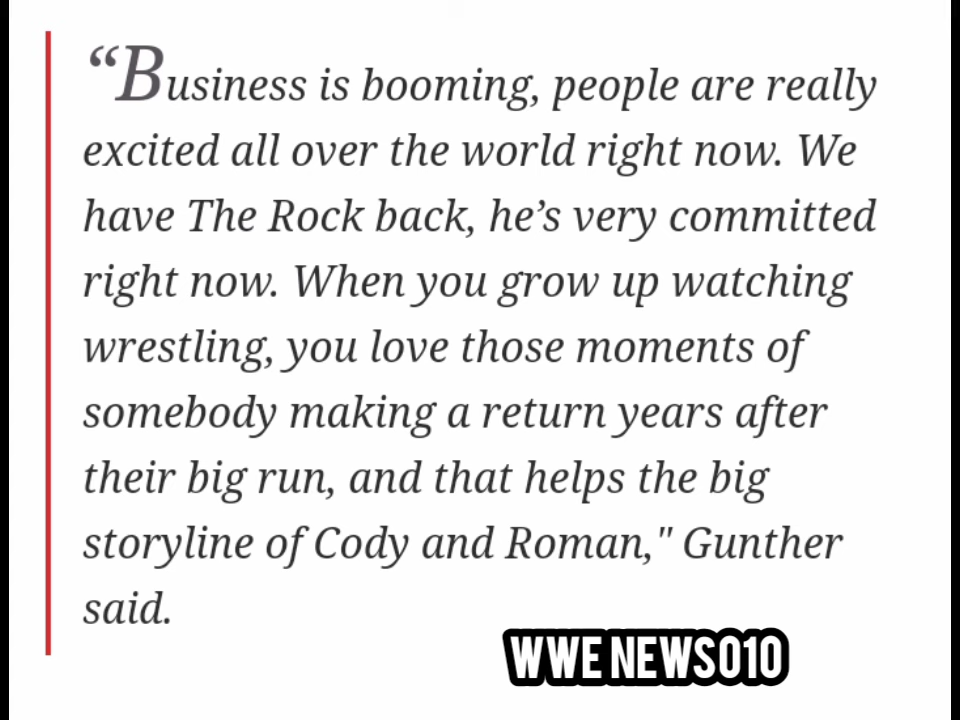 “Business is booming, people are really
excited all over the world right now. We
have The Rock back, he’s very committed
right now. When you grow up watching
wrestling, you love those moments of
somebody making a return years after
their big run, and that helps the big
storyline of Cody and Roman," Gunther
said.
WWE NEWS010